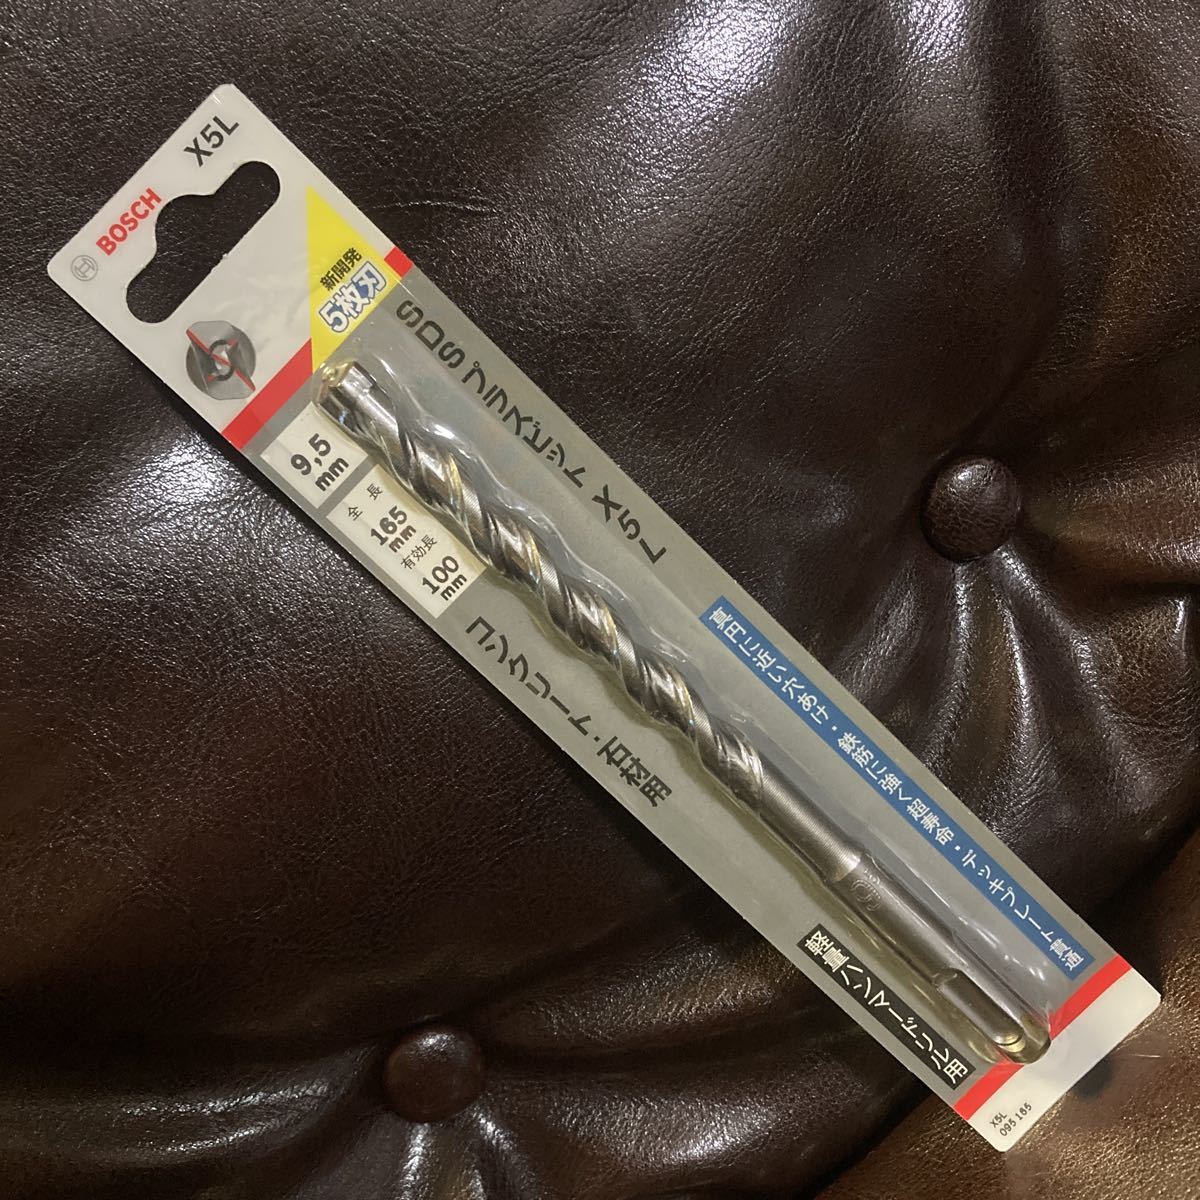 X5L
BOSCH
新開発
5枚刃
SDSプラスビット X5L
9,5
mm
全 長
165
mm
有効長
100
mm
コンクリート・石材用
真円に近い穴あけ・鉄筋に強く超寿命・デッキプレート貫通
軽量ハンマードリル用
X5L
095 165